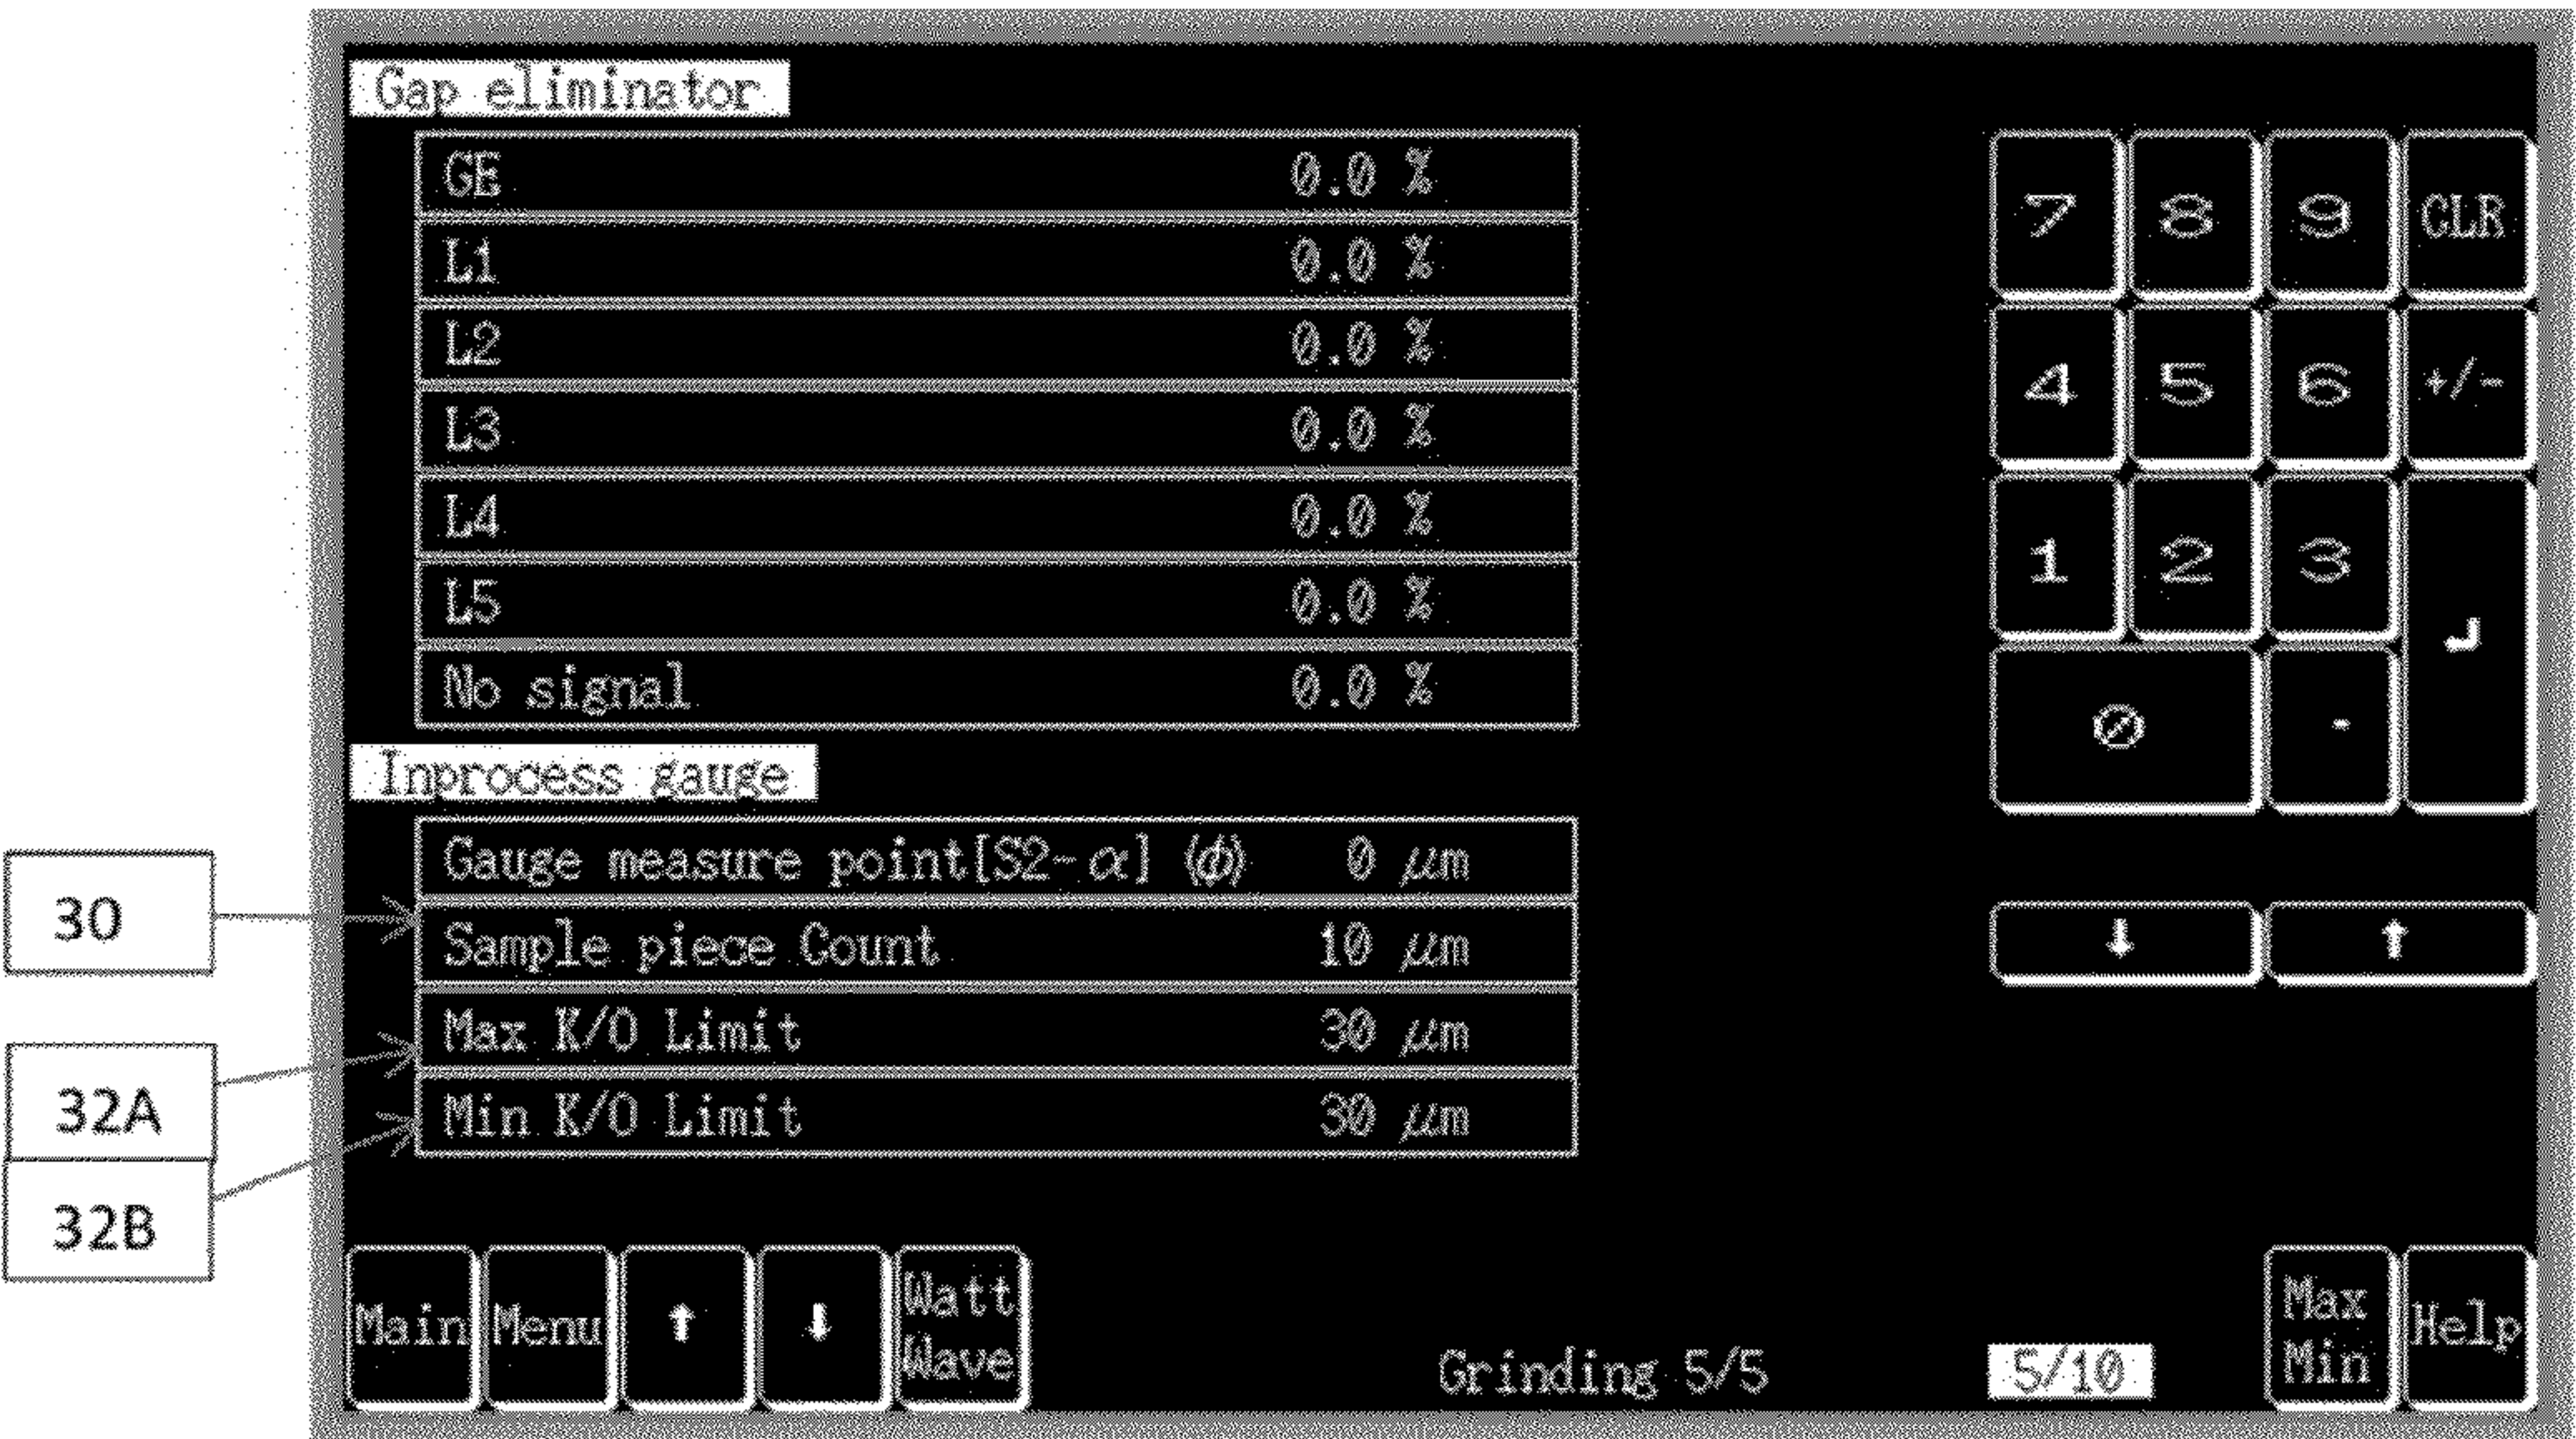 Gap eliminator
GE 0.0 %
L1 0.0 %
L2 0.0 %
L3 0.0 %
L4 0.0 %
L5 0.0 %
No signal 0.0 %
Inprocess gauge
Gauge measure point[S2-α] (ϕ) 0 μm
Sample piece Count 10 μm
Max K/O Limit 30 μm
Min K/O Limit 30 μm
30
32A
32B
7 8 9 CLR
4 5 6 +/-
1 2 3 ↵
0 .
↓ ↑
Main Menu ↑ ↓ Watt
Wave
Grinding 5/5 5/10
Max
Min
Help